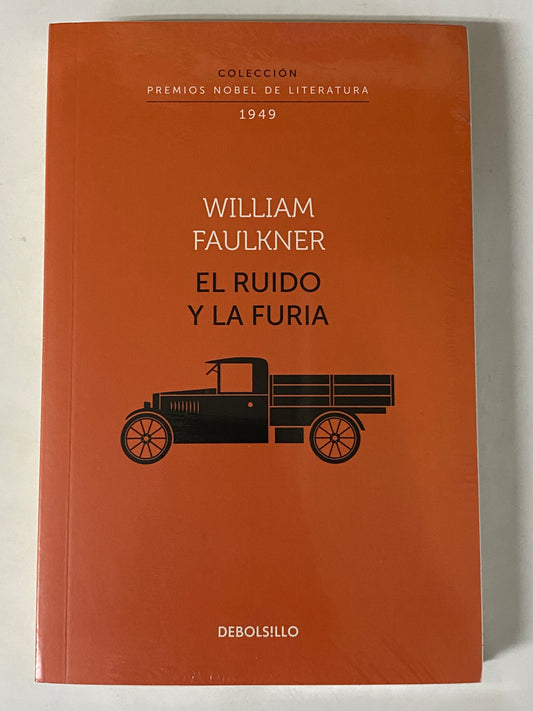 COLECCIÓN
PREMIOS NOBEL DE LITERATURA
1949
WILLIAM
FAULKNER
EL RUIDO
Y LA FURIA
DEBOLS!LLO